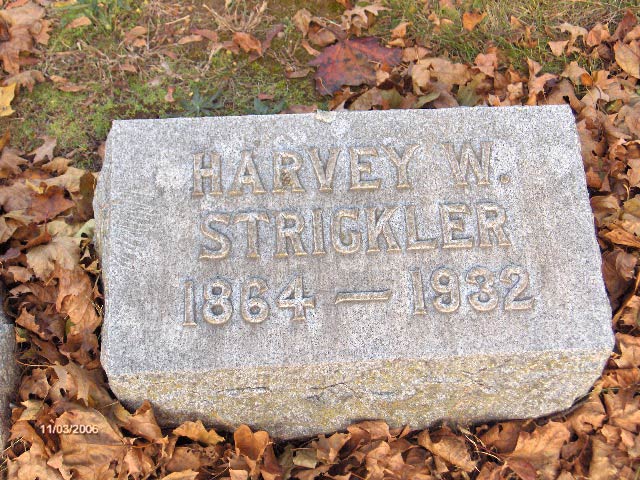 HARVEY W.
STRICKLER
1864 — 1932
11/03/2006